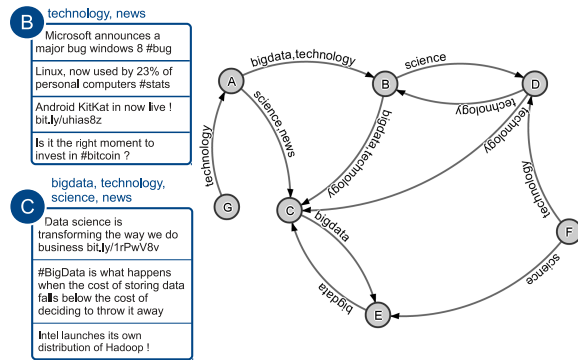 B
technology, news
Microsoft announces a
major bug windows 8 #bug
Linux, now used by 23% of
personal computers #stats
Android KitKat in now live !
bit.ly/uhias8z
Is it the right moment to
invest in #bitcoin ?
C
bigdata, technology,
science, news
Data science is
transforming the way we do
business bit.ly/1rPwV8v
#BigData is what happens
when the cost of storing data
falls below the cost of
deciding to throw it away
Intel launches its own
distribution of Hadoop !
A
bigdata,technology
B
science
D
technology
technology
science,news
bigdata,technology
technology
G
C
bigdata
bigdata
E
technology
F
science